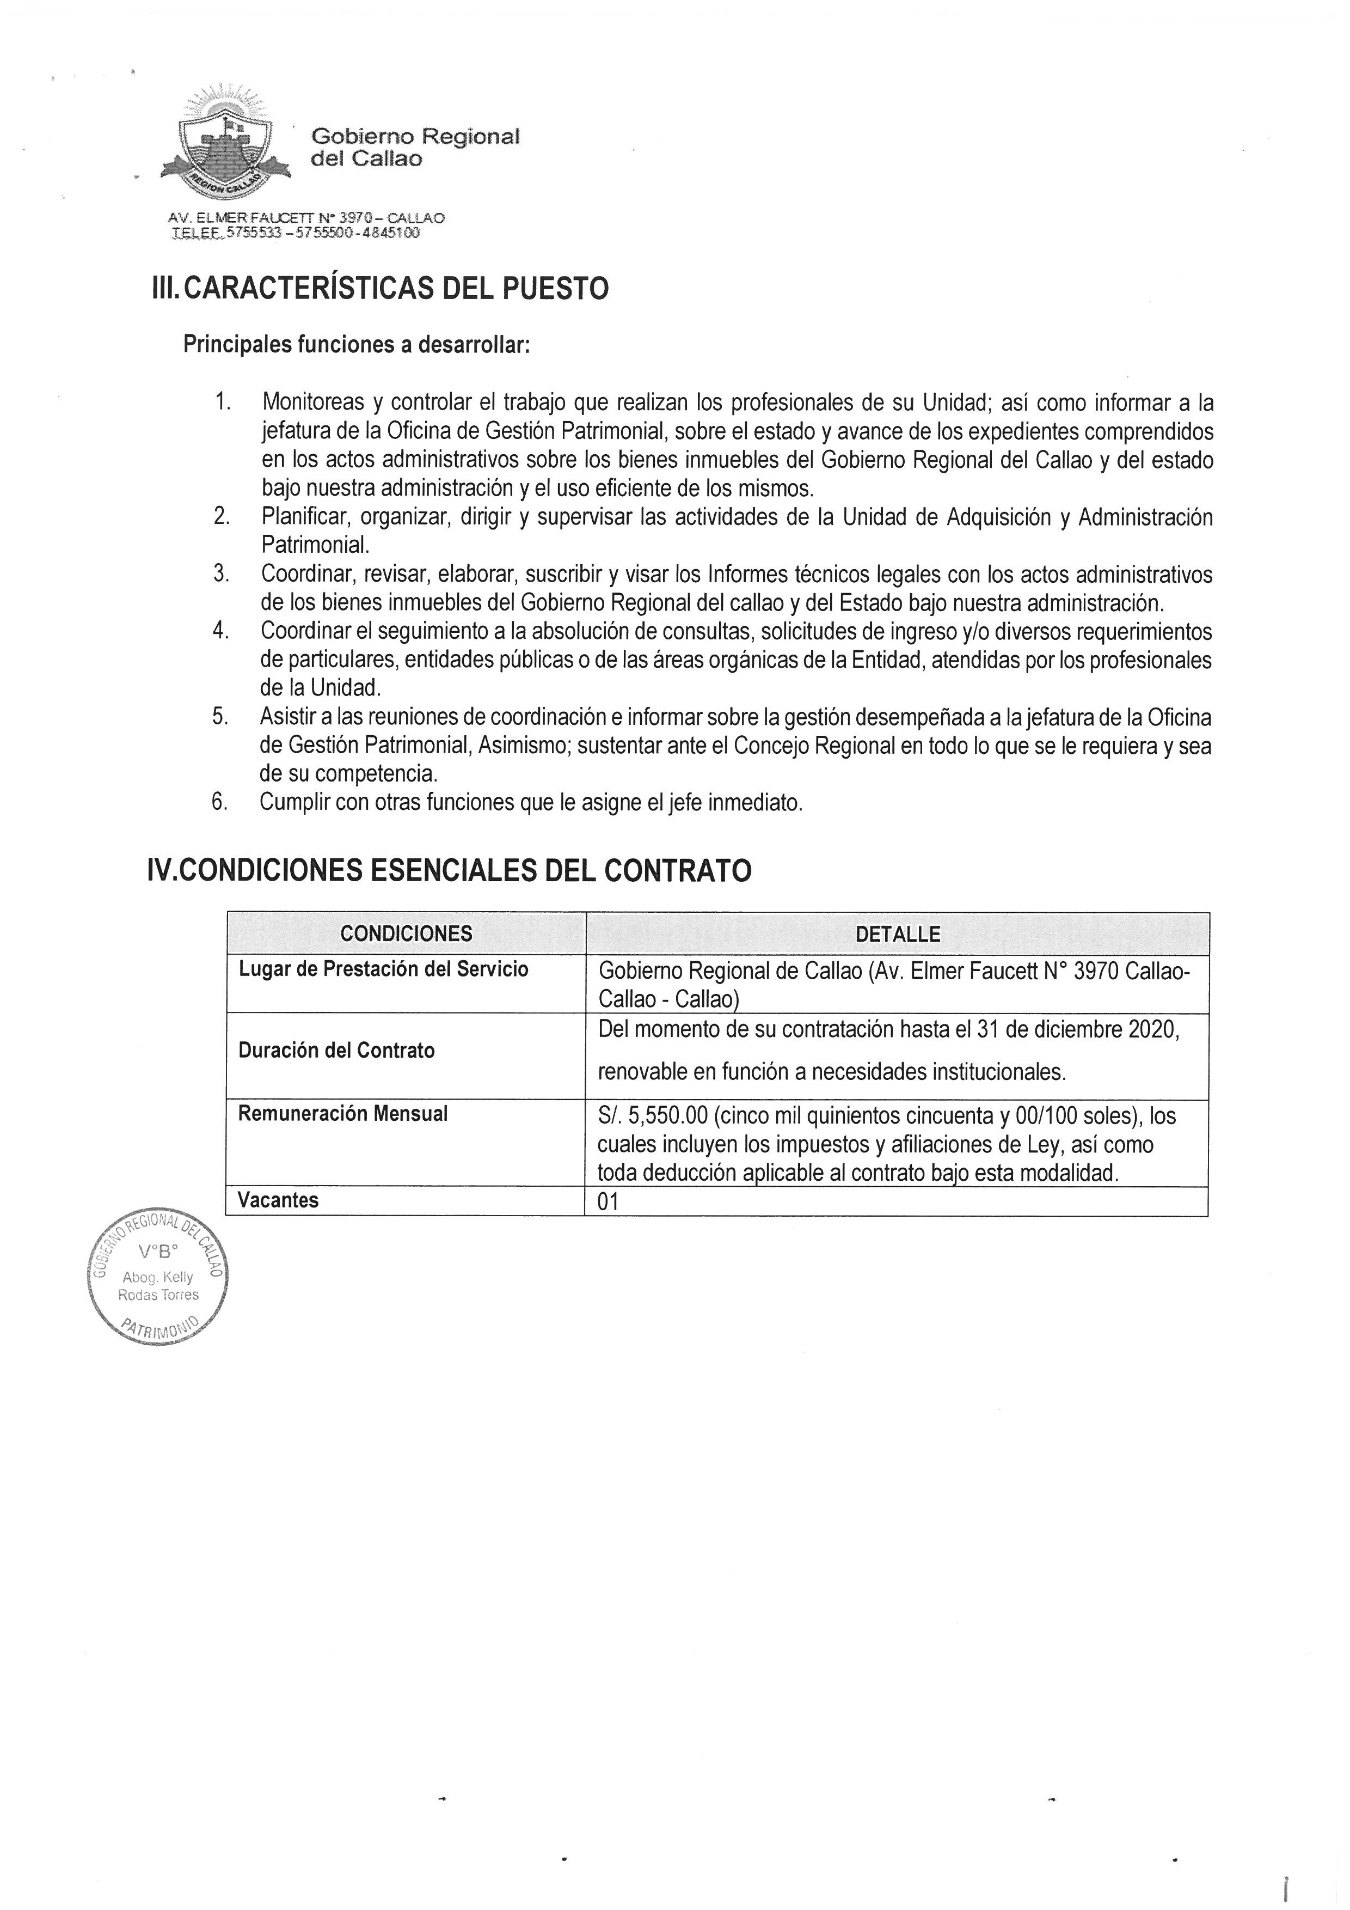 Gobierno Regional
del Callao
REGION CALLAO
AV. ELMER FAUCETT N° 3970 – CALLAO
TELEF. 5755533 – 5755500 - 4845100
III. CARACTERÍSTICAS DEL PUESTO
Principales funciones a desarrollar:
1. Monitoreas y controlar el trabajo que realizan los profesionales de su Unidad; así como informar a la
jefatura de la Oficina de Gestión Patrimonial, sobre el estado y avance de los expedientes comprendidos
en los actos administrativos sobre los bienes inmuebles del Gobierno Regional del Callao y del estado
bajo nuestra administración y el uso eficiente de los mismos.
2. Planificar, organizar, dirigir y supervisar las actividades de la Unidad de Adquisición y Administración
Patrimonial.
3. Coordinar, revisar, elaborar, suscribir y visar los Informes técnicos legales con los actos administrativos
de los bienes inmuebles del Gobierno Regional del callao y del Estado bajo nuestra administración.
4. Coordinar el seguimiento a la absolución de consultas, solicitudes de ingreso y/o diversos requerimientos
de particulares, entidades públicas o de las áreas orgánicas de la Entidad, atendidas por los profesionales
de la Unidad.
5. Asistir a las reuniones de coordinación e informar sobre la gestión desempeñada a la jefatura de la Oficina
de Gestión Patrimonial, Asimismo; sustentar ante el Concejo Regional en todo lo que se le requiera y sea
de su competencia.
6. Cumplir con otras funciones que le asigne el jefe inmediato.
IV.CONDICIONES ESENCIALES DEL CONTRATO
CONDICIONES DETALLE
Lugar de Prestación del Servicio Gobierno Regional de Callao (Av. Elmer Faucett N° 3970 Callao-
Callao - Callao)
Del momento de su contratación hasta el 31 de diciembre 2020,
Duración del Contrato
renovable en función a necesidades institucionales.
Remuneración Mensual S/. 5,550.00 (cinco mil quinientos cincuenta y 00/100 soles), los
cuales incluyen los impuestos y afiliaciones de Ley, así como
toda deducción aplicable al contrato bajo esta modalidad.
Vacantes 01
GOBIERNO REGIONAL DEL CALLAO
V°B°
Abog. Kelly
Rodas Torres
PATRIMONIO